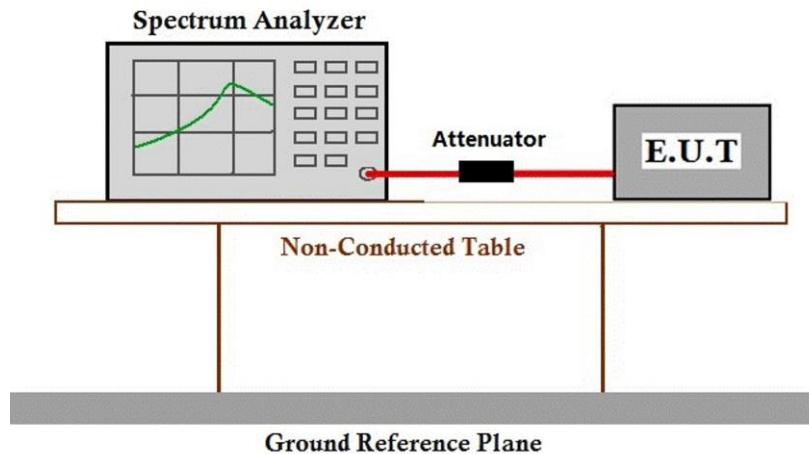 Spectrum Analyzer
Attenuator
E.U.T
Non-Conducted Table
Ground Reference Plane